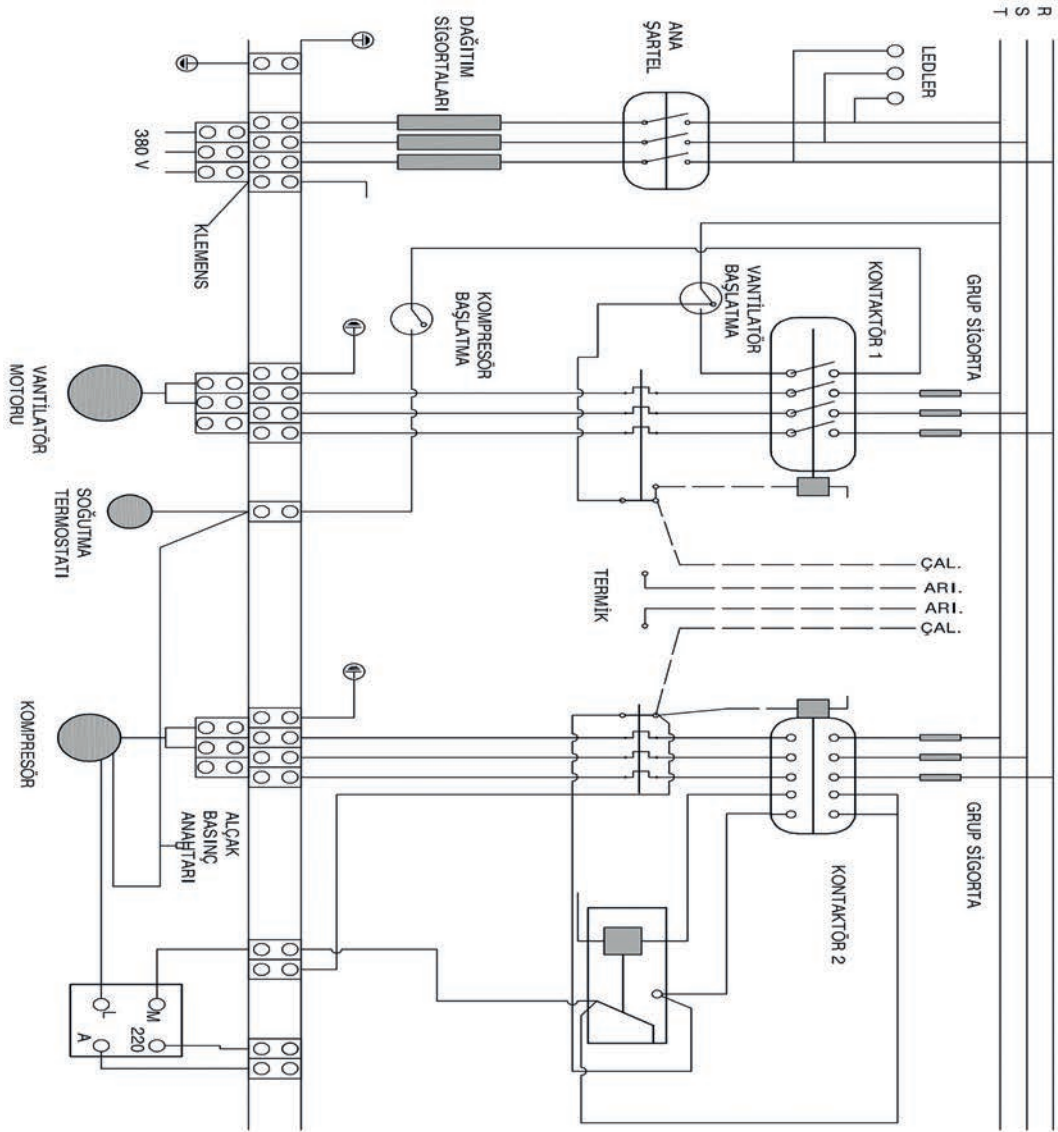 R
S
T
LEDLER
ANA
ŞARTEL
DAĞITIM
SİGORTALARI
380 V
KLEMENS
GRUP SİGORTA
KONTAKTÖR 1
VANTİLATÖR
BAŞLATMA
KOMPRESÖR
BAŞLATMA
VANTİLATÖR
MOTORU
SOĞUTMA
TERMOSTATI
ÇAL.
ARI.
ARI.
ÇAL.
TERMİK
GRUP SİGORTA
KONTAKTÖR 2
KOMPRESÖR
ALÇAK
BASINÇ
ANAHTARI
M
220
L
A